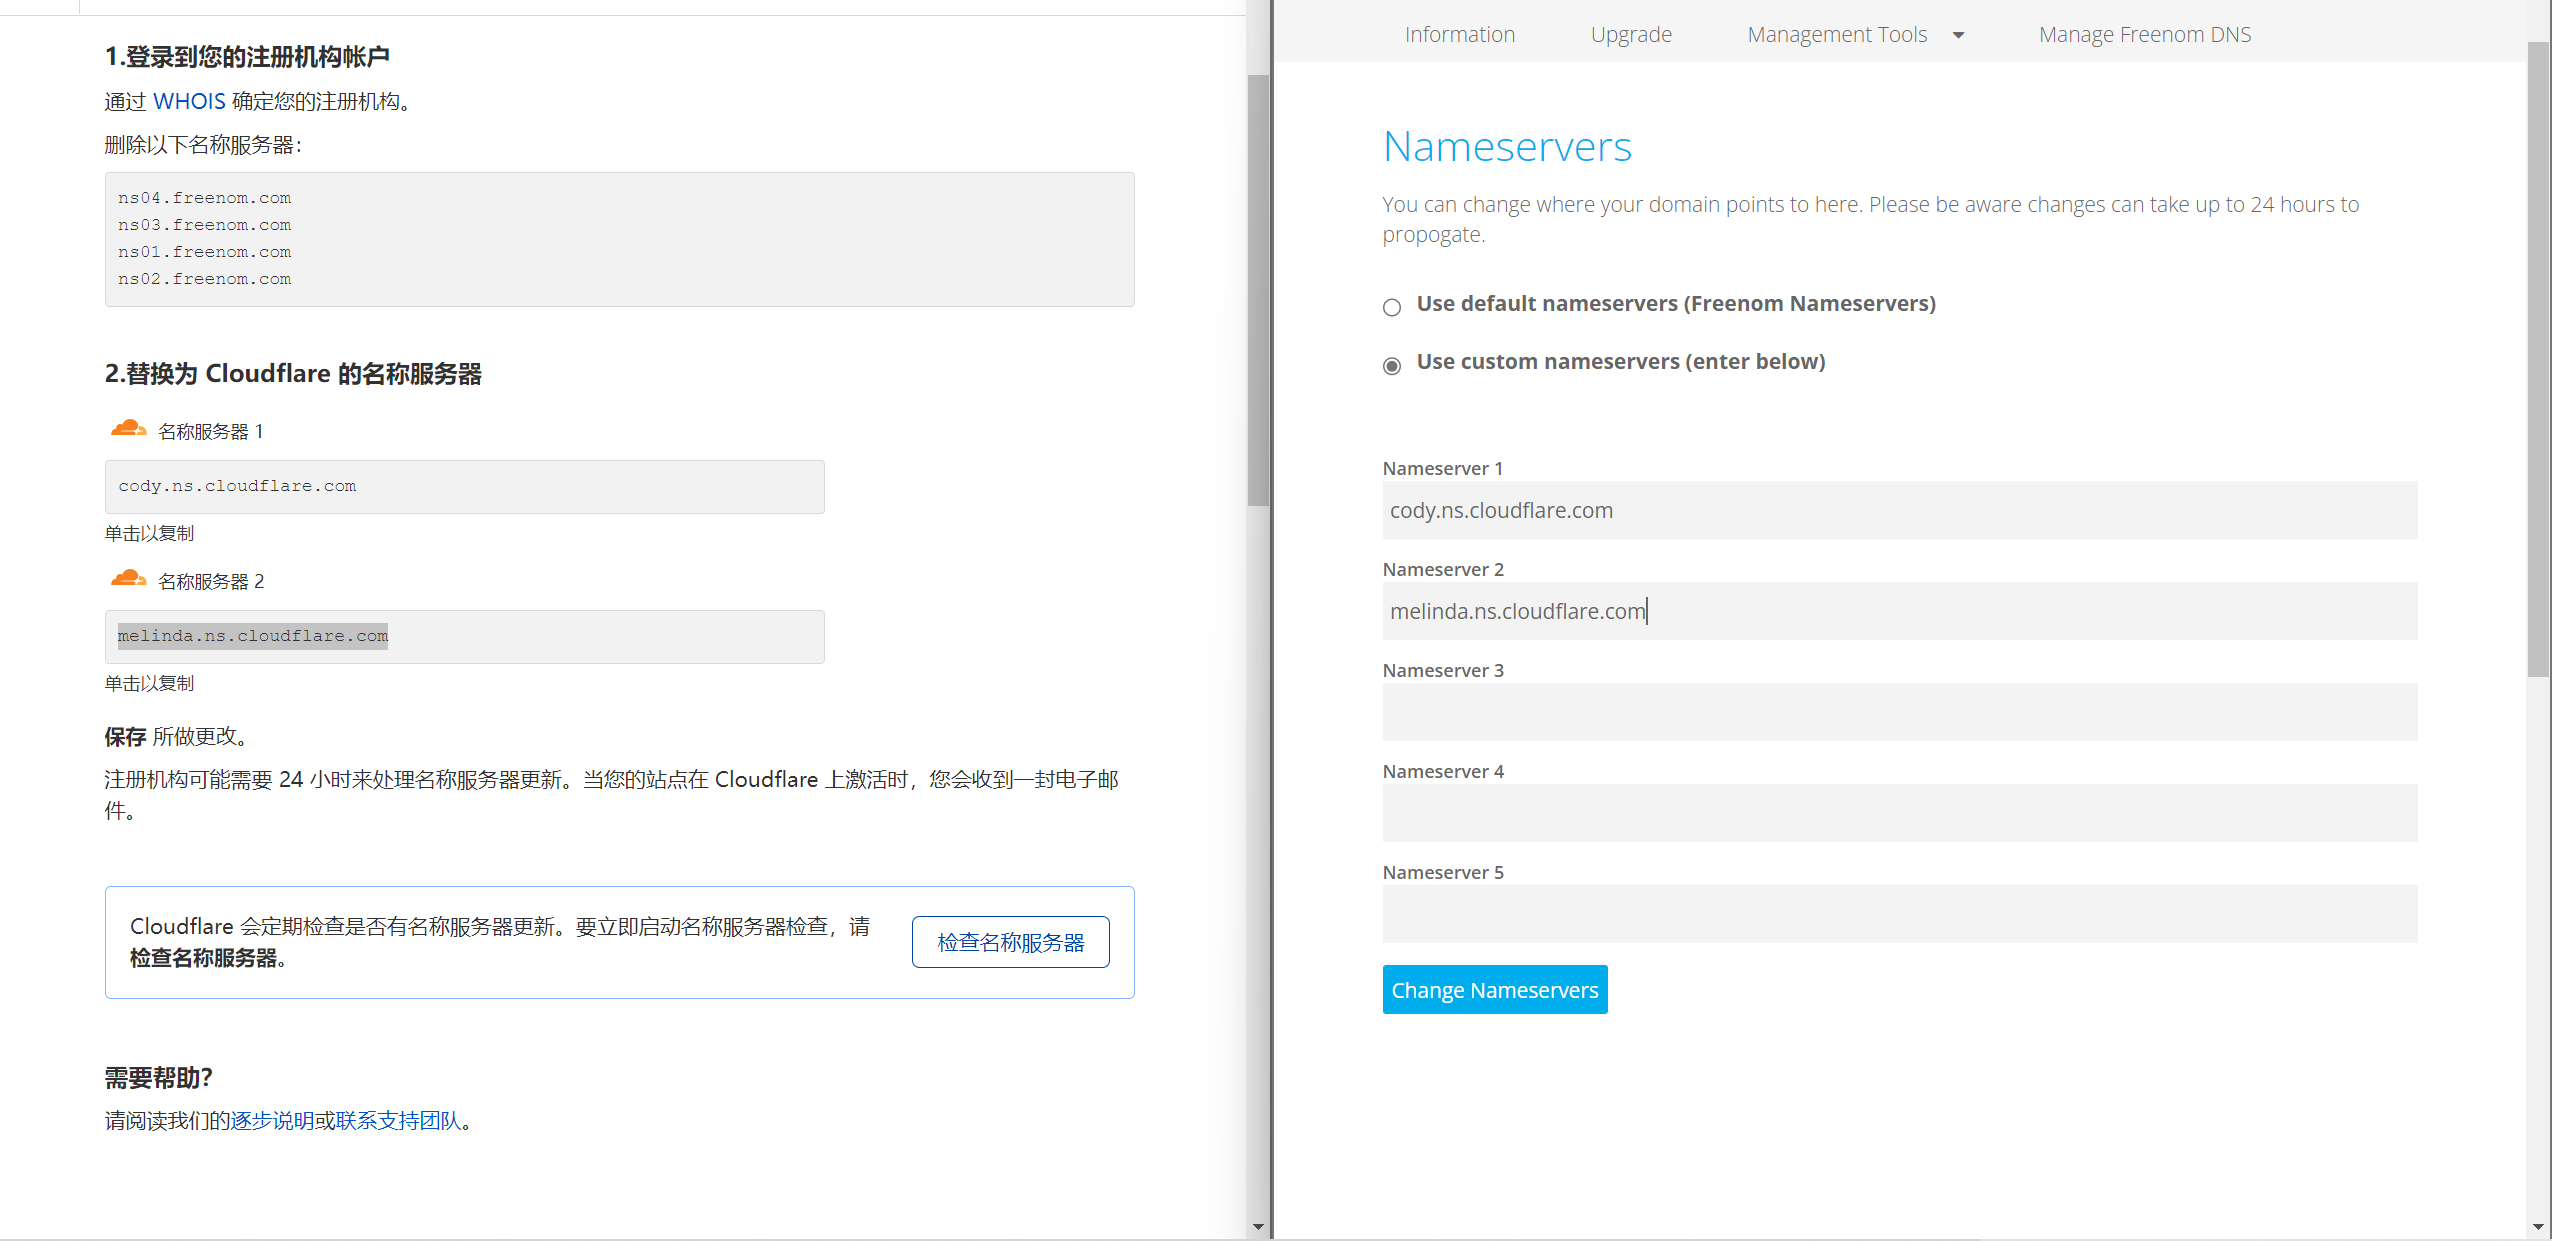 1.登录到您的注册机构帐户
通过 WHOIS 确定您的注册机构。
删除以下名称服务器：
ns04.freenom.com
ns03.freenom.com
ns01.freenom.com
ns02.freenom.com
2.替换为 Cloudflare 的名称服务器
名称服务器 1
cody.ns.cloudflare.com
单击以复制
名称服务器 2
melinda.ns.cloudflare.com
单击以复制
保存 所做更改。
注册机构可能需要 24 小时来处理名称服务器更新。当您的站点在 Cloudflare 上激活时，您会收到一封电子邮
件。
Cloudflare 会定期检查是否有名称服务器更新。要立即启动名称服务器检查，请
检查名称服务器。
检查名称服务器
需要帮助？
请阅读我们的逐步说明或联系支持团队。
Information
Upgrade
Management Tools
Manage Freenom DNS
Nameservers
You can change where your domain points to here. Please be aware changes can take up to 24 hours to
propogate.
Use default nameservers (Freenom Nameservers)
Use custom nameservers (enter below)
Nameserver 1
cody.ns.cloudflare.com
Nameserver 2
melinda.ns.cloudflare.com
Nameserver 3
Nameserver 4
Nameserver 5
Change Nameservers